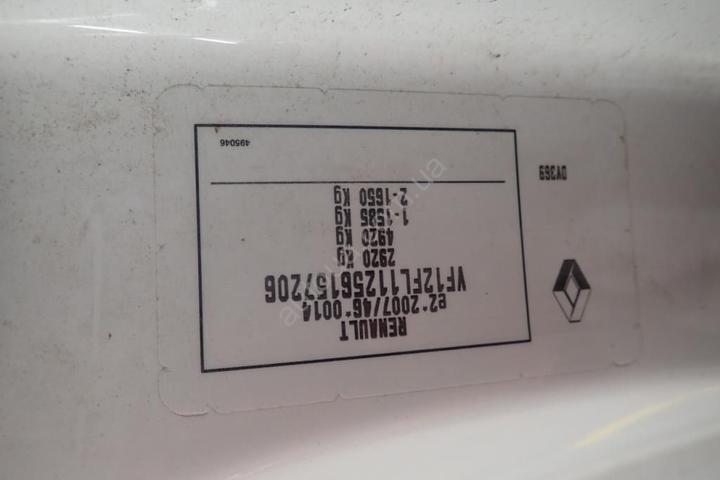 RENAULT
e2*2007/46*0014
VF12FL11256157206
2920 Kg
4920 Kg
1-1585 Kg
2-1650 Kg
495046
DV369